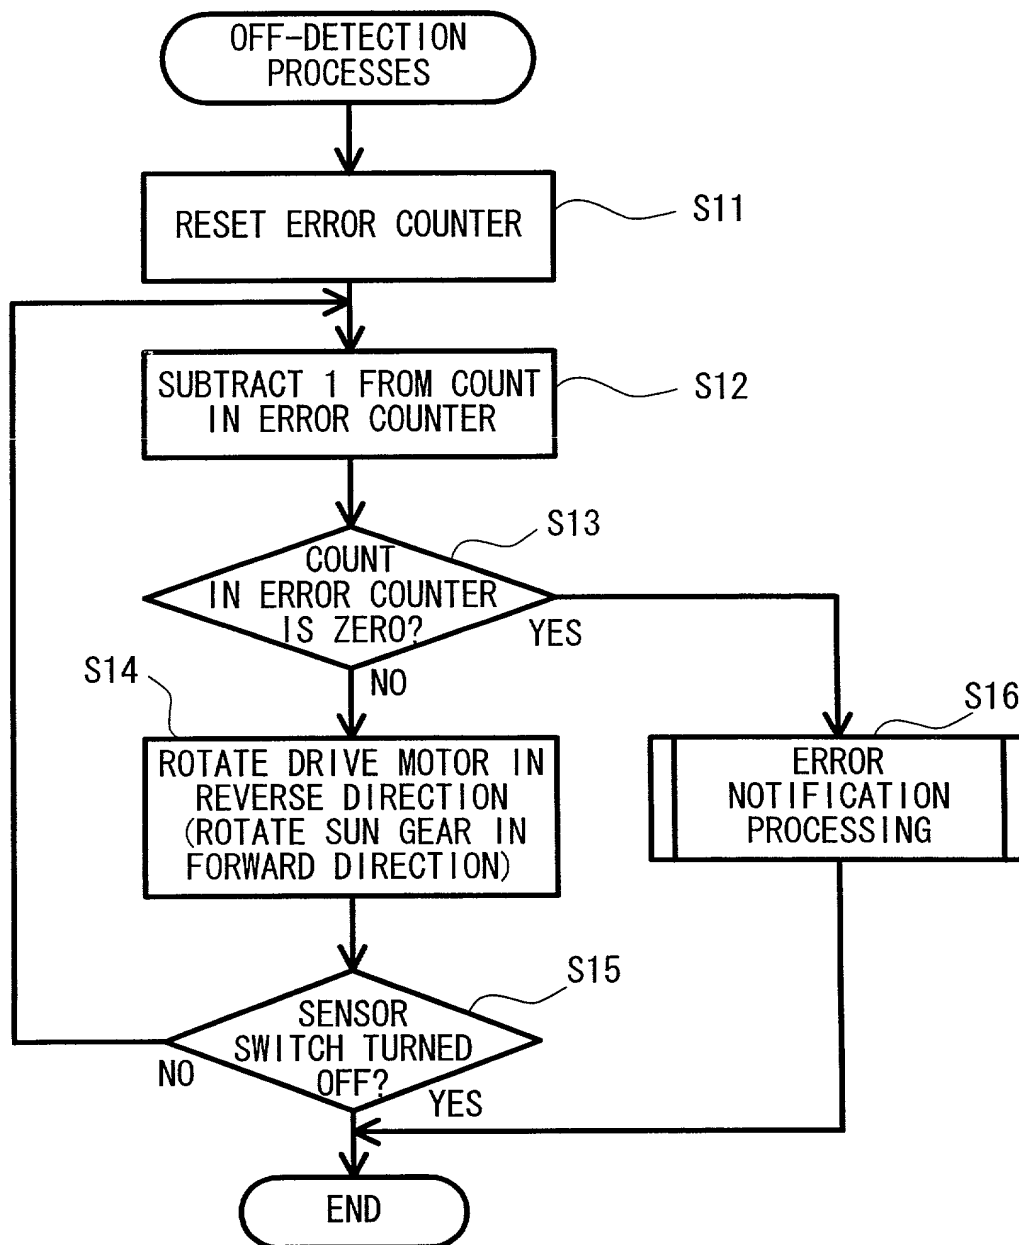 OFF-DETECTION
PROCESSES
RESET ERROR COUNTER
S11
SUBTRACT 1 FROM COUNT
IN ERROR COUNTER
S12
S13
COUNT
IN ERROR COUNTER
IS ZERO?
YES
NO
S14
ROTATE DRIVE MOTOR IN
REVERSE DIRECTION
(ROTATE SUN GEAR IN
FORWARD DIRECTION)
S16
ERROR
NOTIFICATION
PROCESSING
S15
SENSOR
SWITCH TURNED
OFF?
NO
YES
END